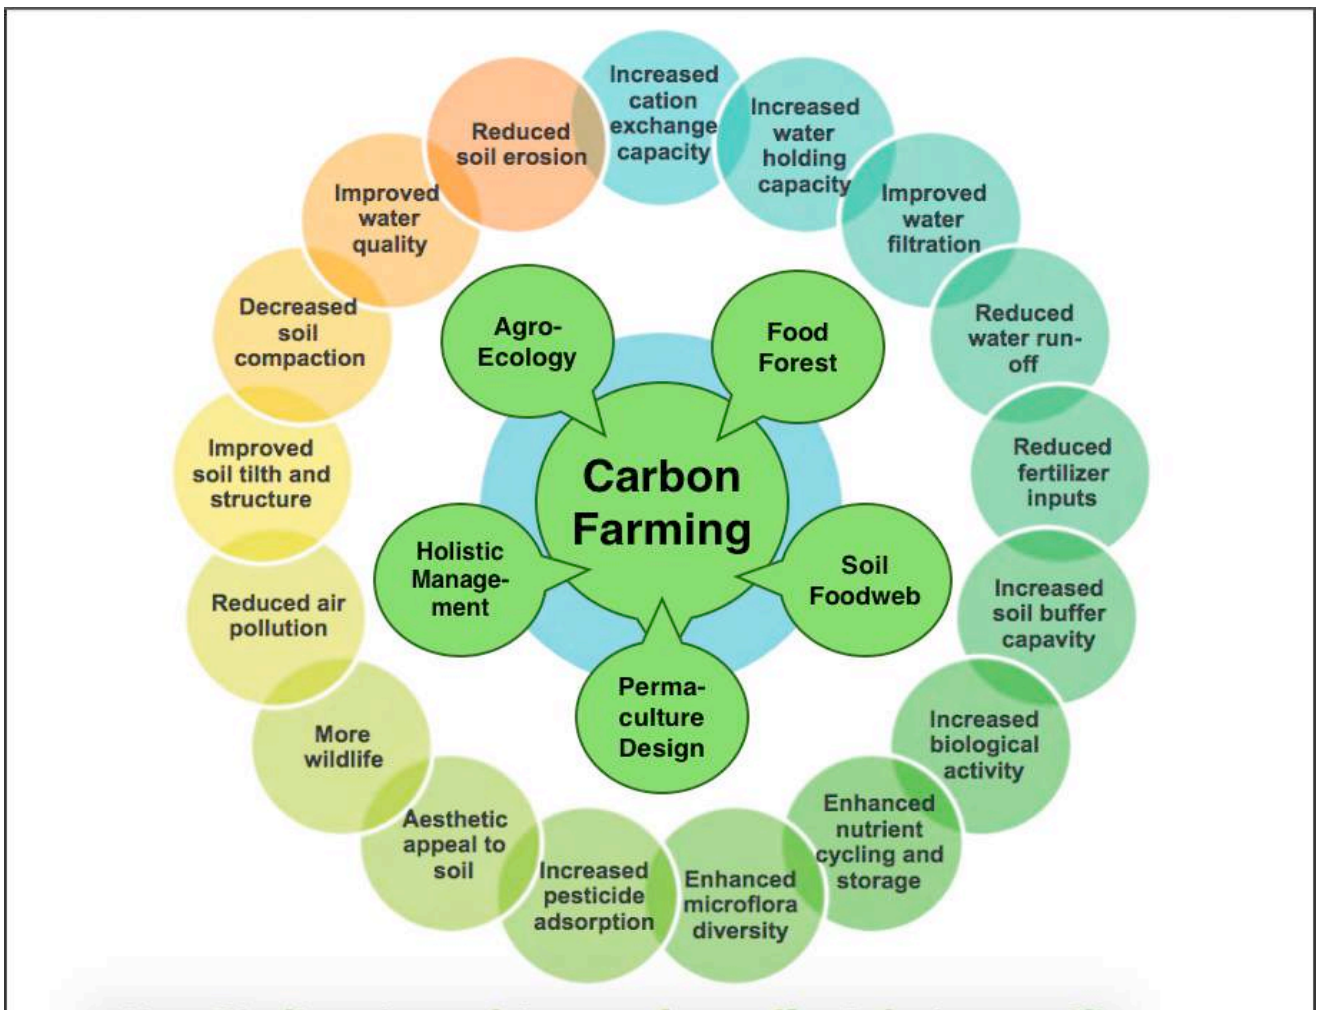 Increased
cation
exchange
capacity
Increased
water
holding
capacity
Improved
water
filtration
Reduced
water run-
off
Reduced
fertilizer
inputs
Increased
soil buffer
capavity
Increased
biological
activity
Enhanced
nutrient
cycling and
storage
Enhanced
microflora
diversity
Increased
pesticide
adsorption
Aesthetic
appeal to
soil
More
wildlife
Reduced air
pollution
Improved
soil tilth and
structure
Decreased
soil
compaction
Improved
water
quality
Reduced
soil erosion
Agro-
Ecology
Food
Forest
Carbon
Farming
Holistic
Manage-
ment
Soil
Foodweb
Perma-
culture
Design